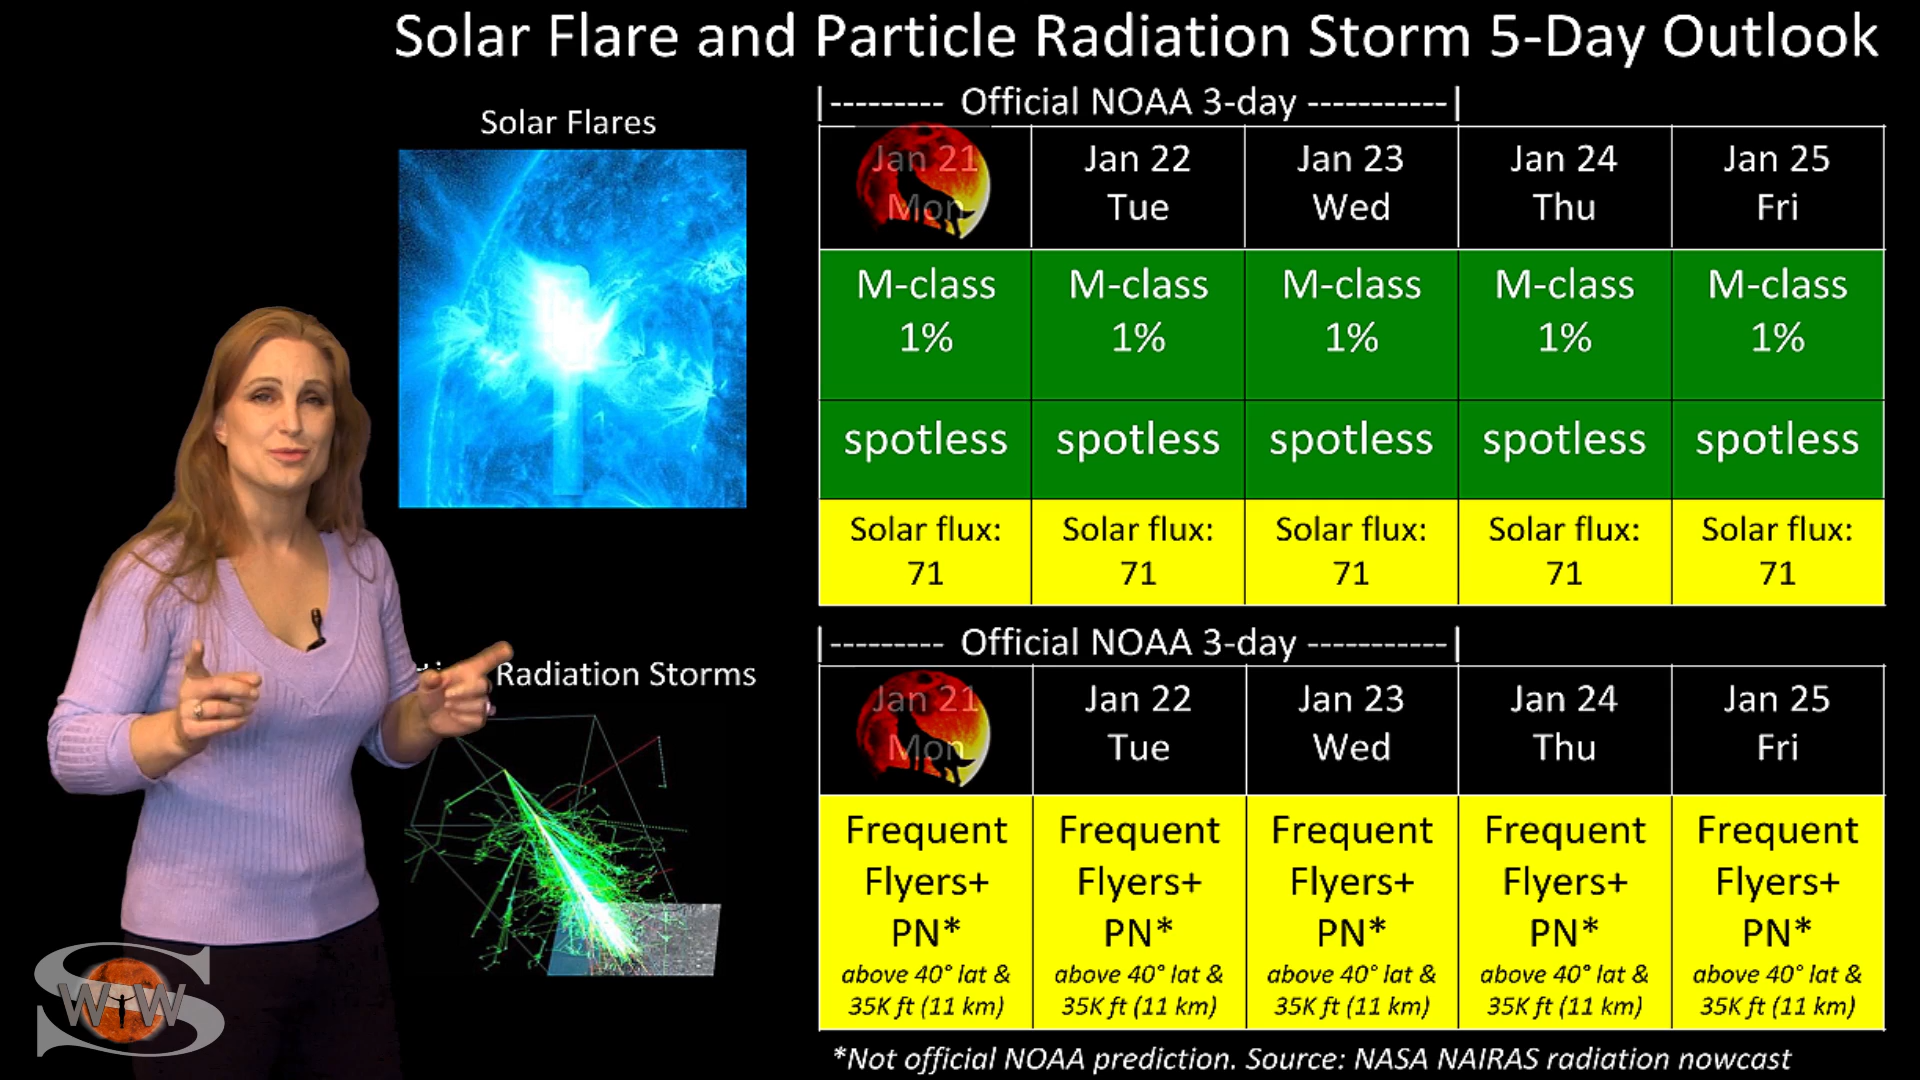 Solar Flare and Particle Radiation Storm 5-Day Outlook
Solar Flares
|--------- Official NOAA 3-day -----------|
Jan 21 Jan 22 Jan 23 Jan 24 Jan 25
Mon Tue Wed Thu Fri
M-class M-class M-class M-class M-class
1% 1% 1% 1% 1%
spotless spotless spotless spotless spotless
Solar flux: Solar flux: Solar flux: Solar flux: Solar flux:
71 71 71 71 71
|--------- Official NOAA 3-day -----------|
Radiation Storms
Jan 21 Jan 22 Jan 23 Jan 24 Jan 25
Mon Tue Wed Thu Fri
Frequent Frequent Frequent Frequent Frequent
Flyers+ Flyers+ Flyers+ Flyers+ Flyers+
PN* PN* PN* PN* PN*
above 40° lat & above 40° lat & above 40° lat & above 40° lat & above 40° lat &
35K ft (11 km) 35K ft (11 km) 35K ft (11 km) 35K ft (11 km) 35K ft (11 km)
SWW
*Not official NOAA prediction. Source: NASA NAIRAS radiation nowcast